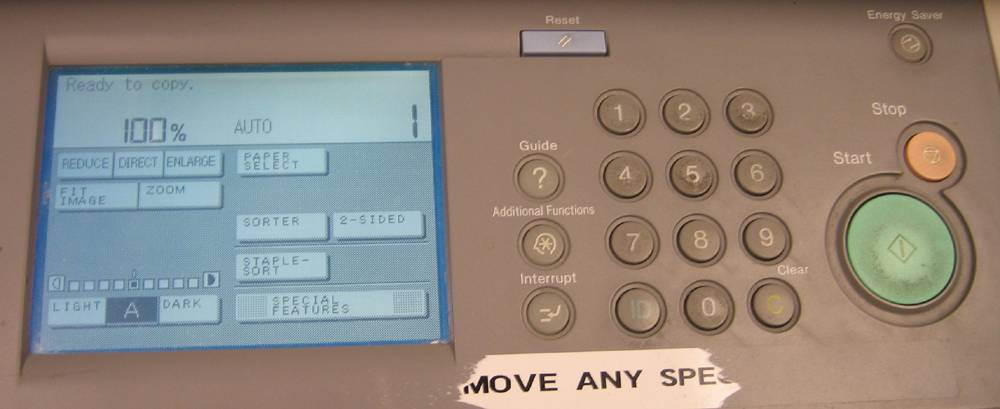 Reset
Energy Saver
Ready to copy.
100% AUTO 1
REDUCE DIRECT ENLARGE PAPER SELECT
FIT IMAGE ZOOM
SORTER 2-SIDED
STAPLE-SORT
LIGHT A DARK SPECIAL FEATURES
Guide
?
Additional Functions
Interrupt
1 2 3
4 5 6
7 8 9
Clear
ID 0 C
Stop
Start
MOVE ANY SPE